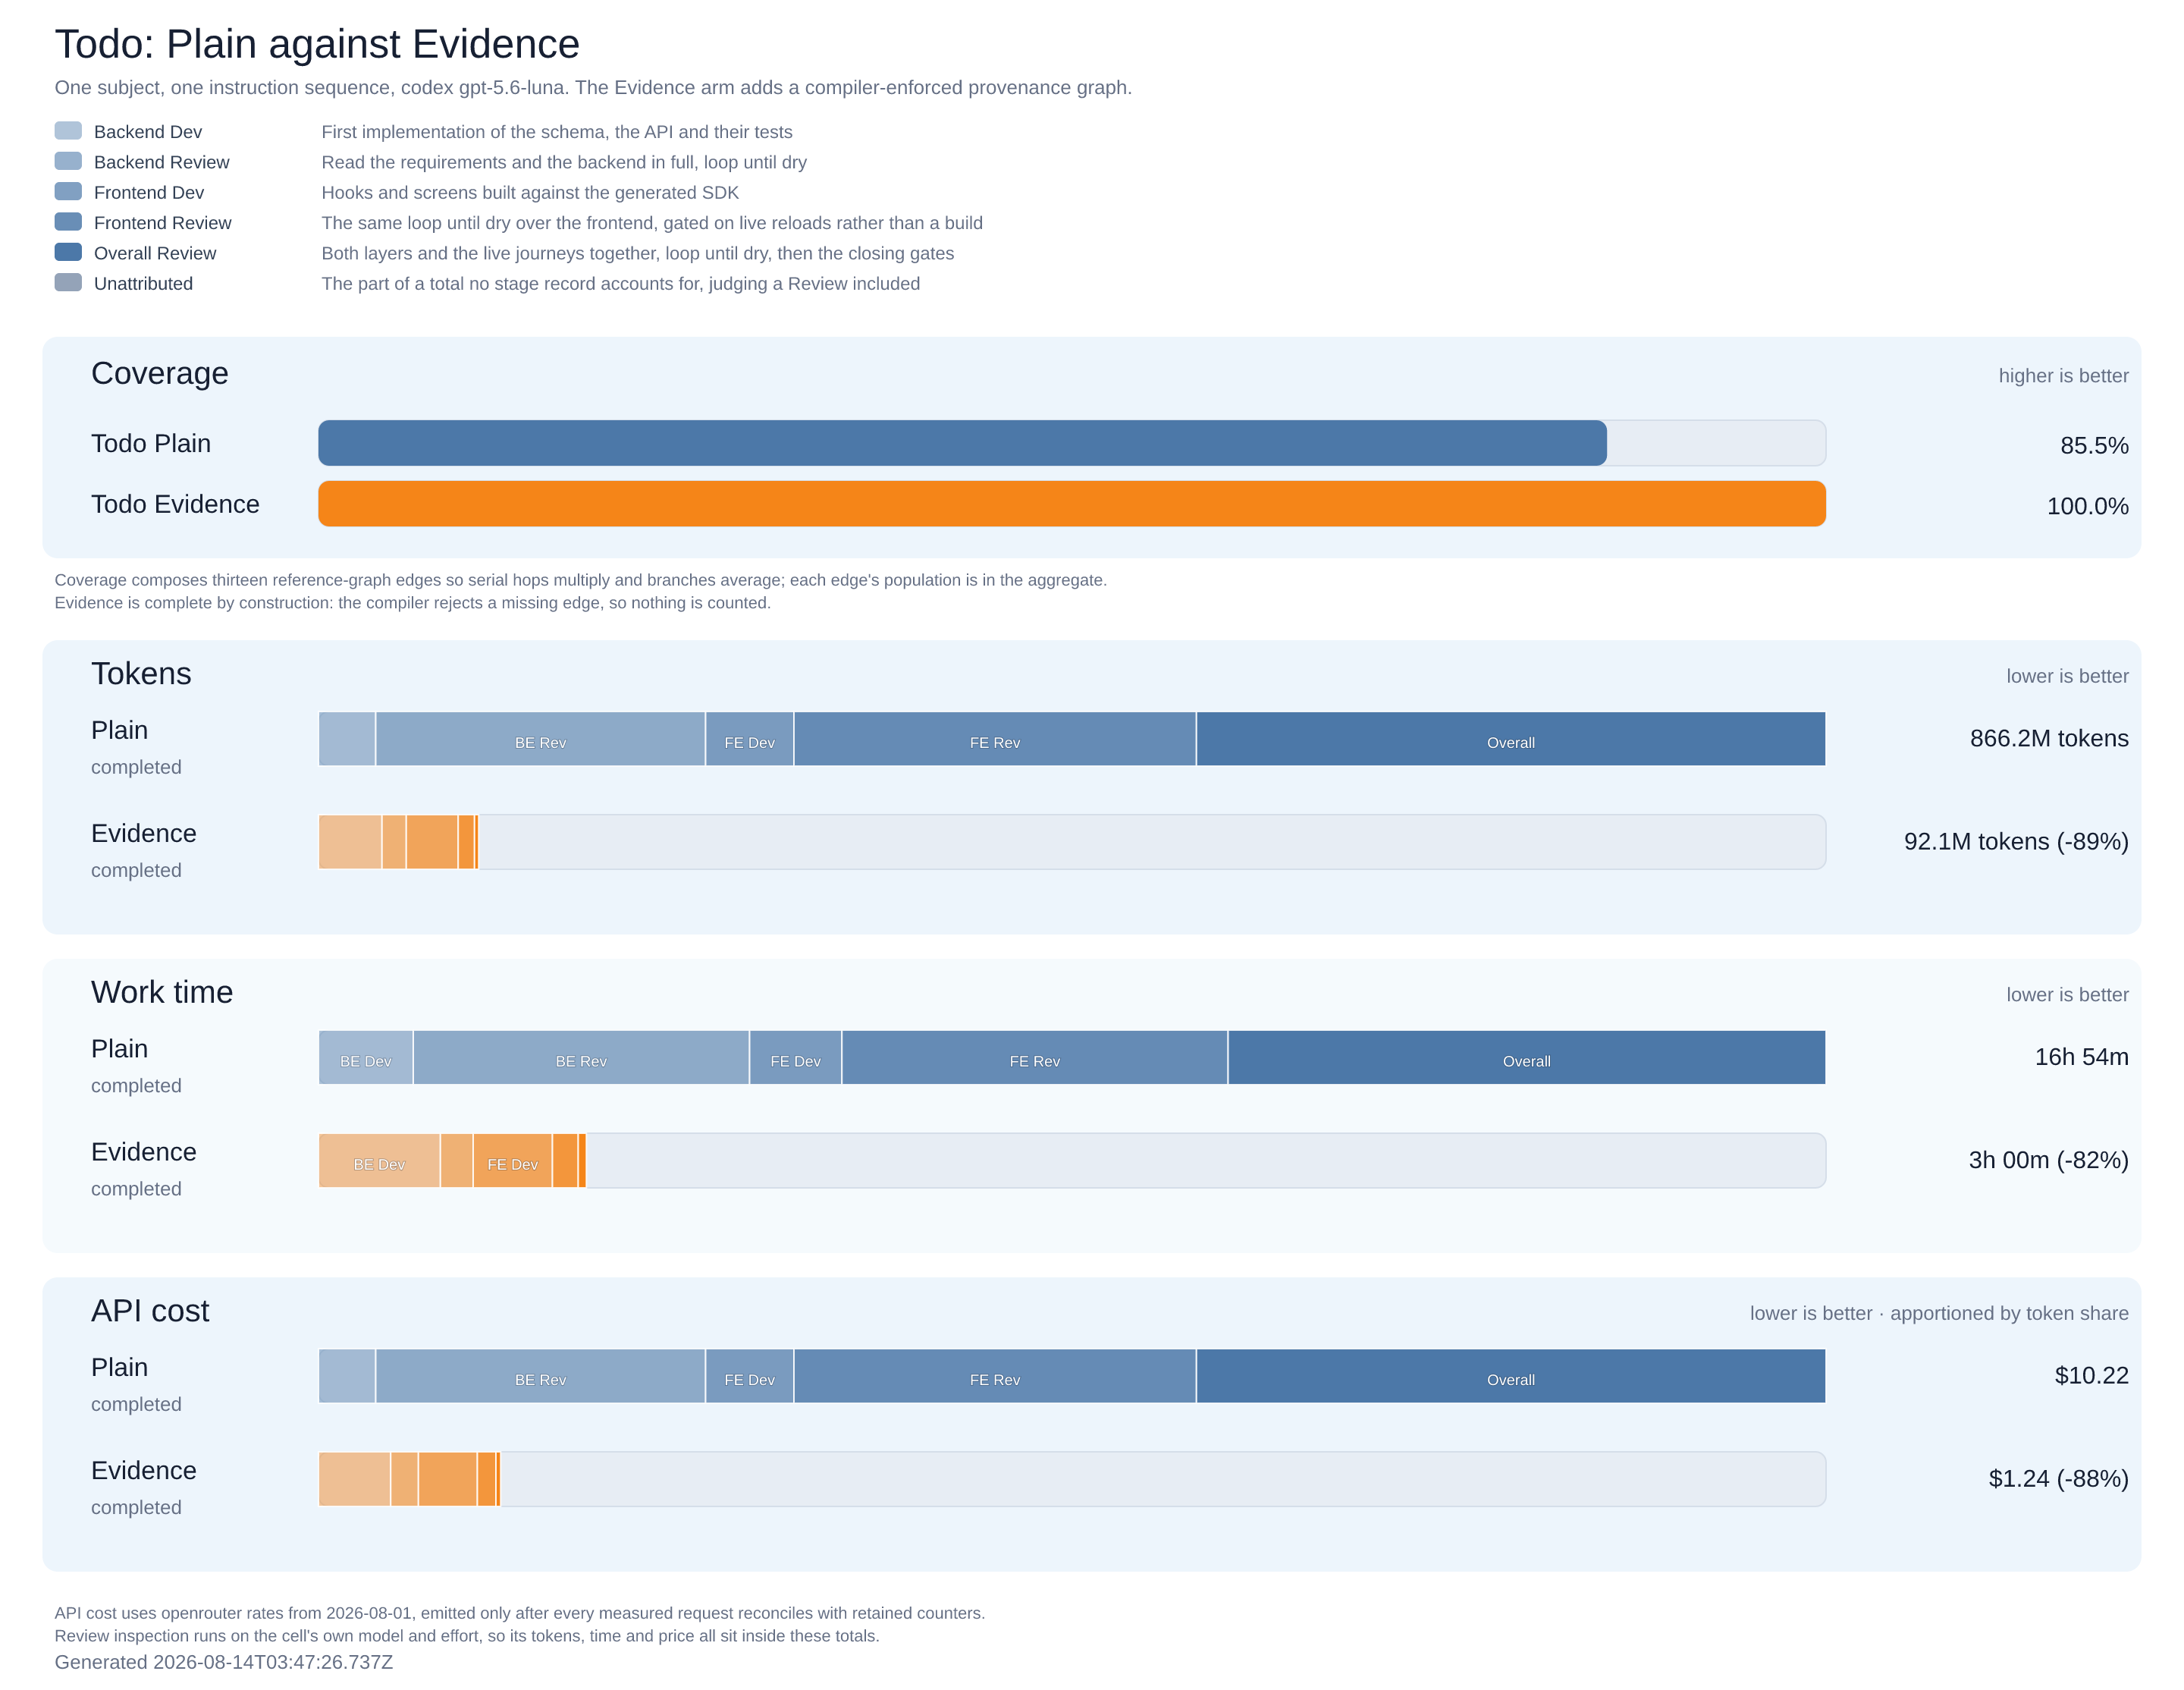 Todo: Plain against Evidence
One subject, one instruction sequence, codex gpt-5.6-luna. The Evidence arm adds a compiler-enforced provenance graph.
Backend Dev First implementation of the schema, the API and their tests
Backend Review Read the requirements and the backend in full, loop until dry
Frontend Dev Hooks and screens built against the generated SDK
Frontend Review The same loop until dry over the frontend, gated on live reloads rather than a build
Overall Review Both layers and the live journeys together, loop until dry, then the closing gates
Unattributed The part of a total no stage record accounts for, judging a Review included
Coverage higher is better
Todo Plain 85.5%
Todo Evidence 100.0%
Coverage composes thirteen reference-graph edges so serial hops multiply and branches average; each edge's population is in the aggregate.
Evidence is complete by construction: the compiler rejects a missing edge, so nothing is counted.
Tokens lower is better
Plain BE Rev FE Dev FE Rev Overall 866.2M tokens
completed
Evidence 92.1M tokens (-89%)
completed
Work time lower is better
Plain BE Dev BE Rev FE Dev FE Rev Overall 16h 54m
completed
Evidence BE Dev FE Dev 3h 00m (-82%)
completed
API cost lower is better · apportioned by token share
Plain BE Rev FE Dev FE Rev Overall $10.22
completed
Evidence $1.24 (-88%)
completed
API cost uses openrouter rates from 2026-08-01, emitted only after every measured request reconciles with retained counters.
Review inspection runs on the cell's own model and effort, so its tokens, time and price all sit inside these totals.
Generated 2026-08-14T03:47:26.737Z